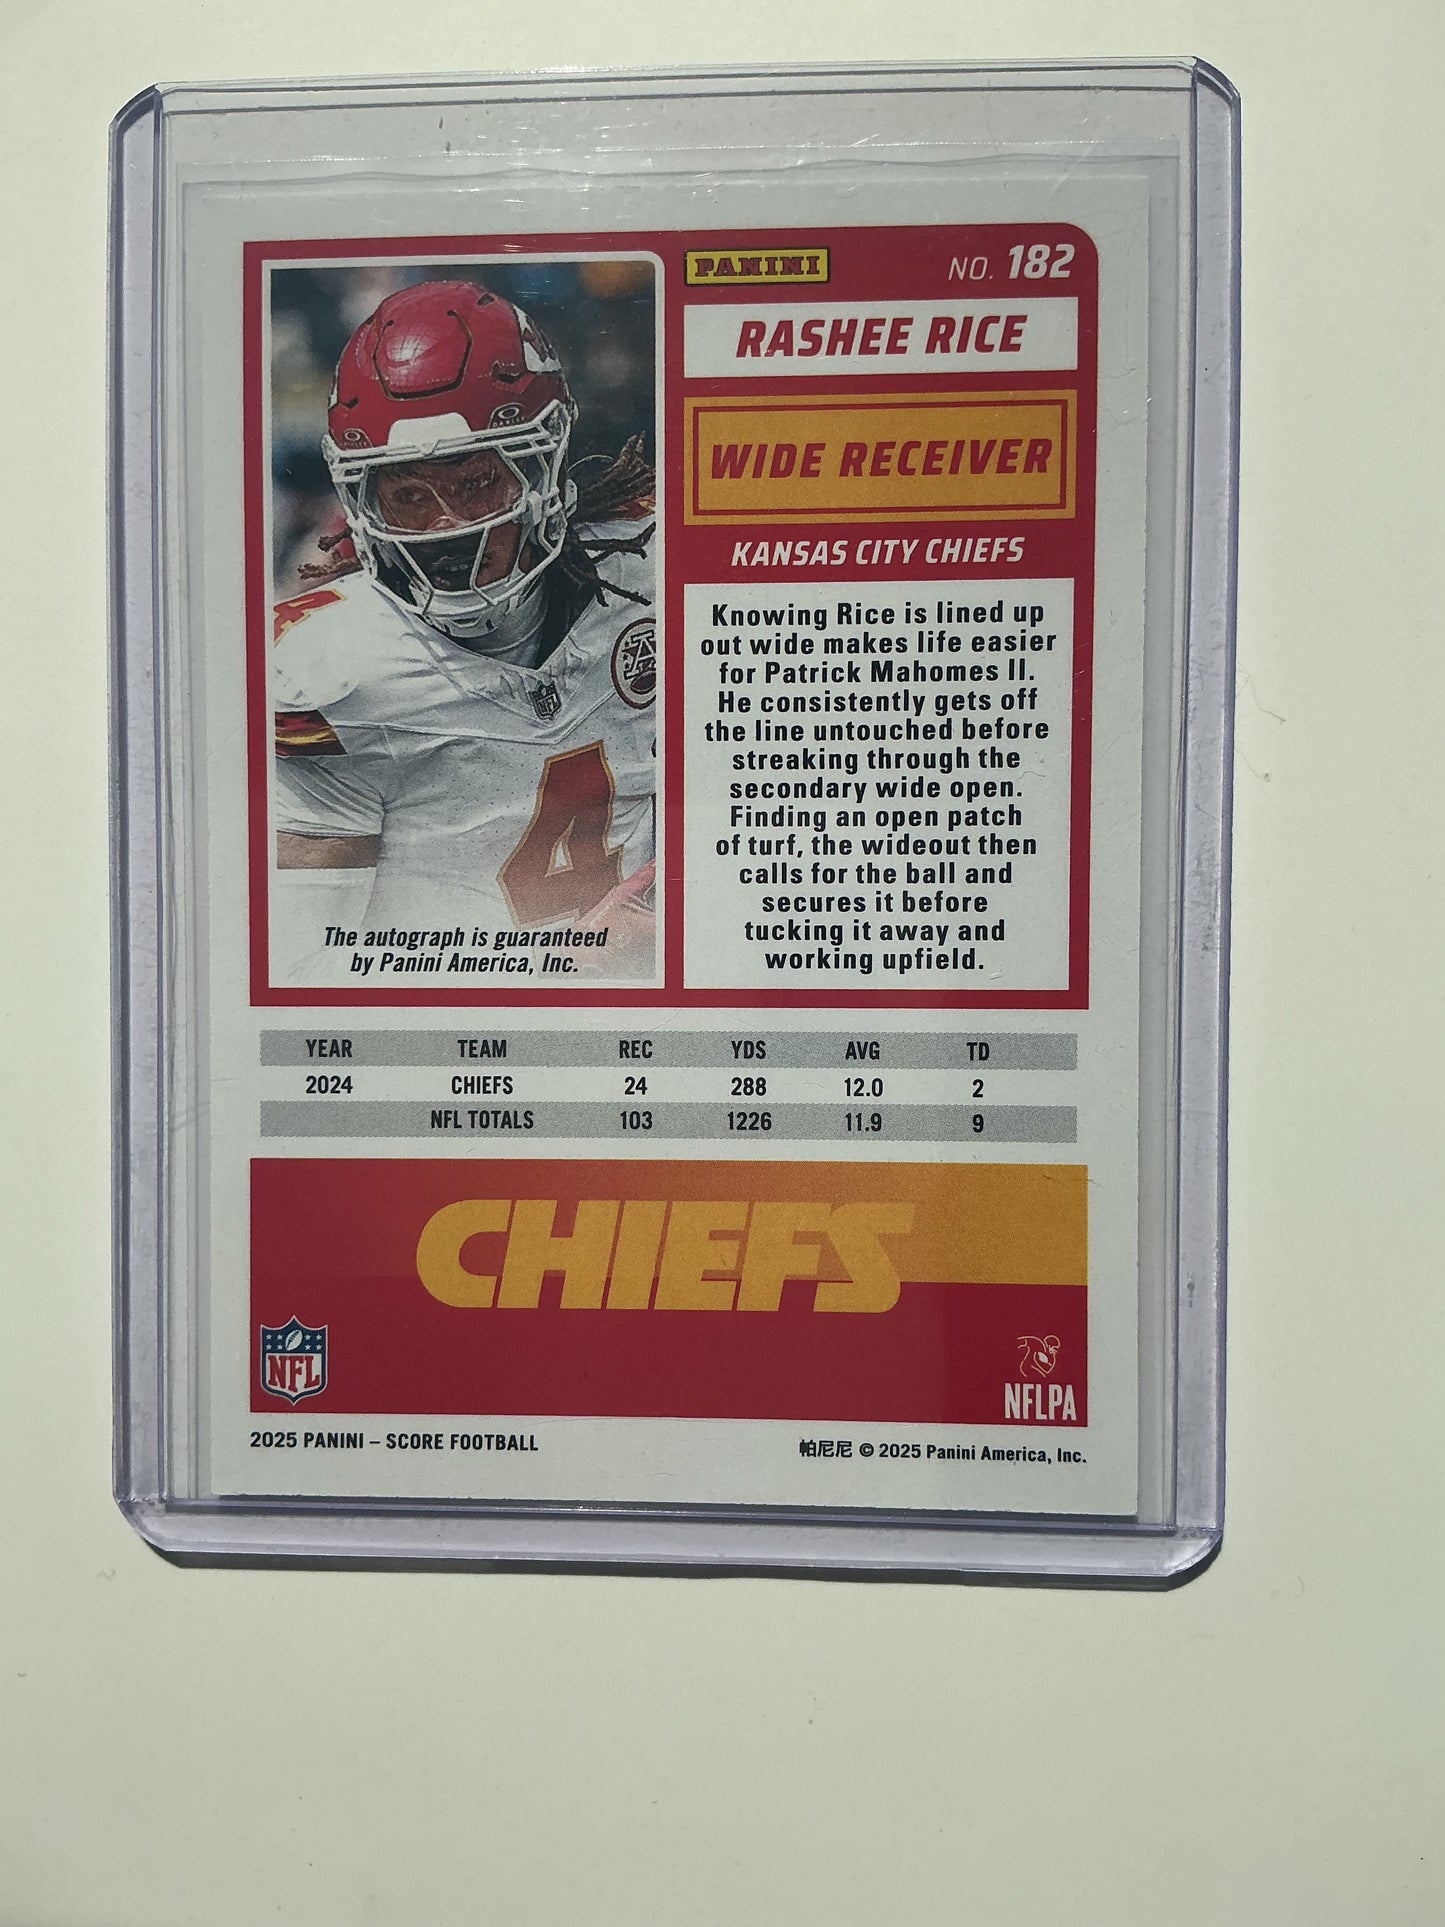 PANINI
NO. 182
RASHEE RICE
WIDE RECEIVER
KANSAS CITY CHIEFS
Knowing Rice is lined up
out wide makes life easier
for Patrick Mahomes II.
He consistently gets off
the line untouched before
streaking through the
secondary wide open.
Finding an open patch
of turf, the wideout then
calls for the ball and
secures it before
tucking it away and
working upfield.
OAKLEY
OAKLEY
4
NFL
4
The autograph is guaranteed
by Panini America, Inc.
YEAR TEAM REC YDS AVG TD
2024 CHIEFS 24 288 12.0 2
NFL TOTALS 103 1226 11.9 9
CHIEFS
NFL
NFLPA
2025 PANINI – SCORE FOOTBALL
帕尼尼 © 2025 Panini America, Inc.